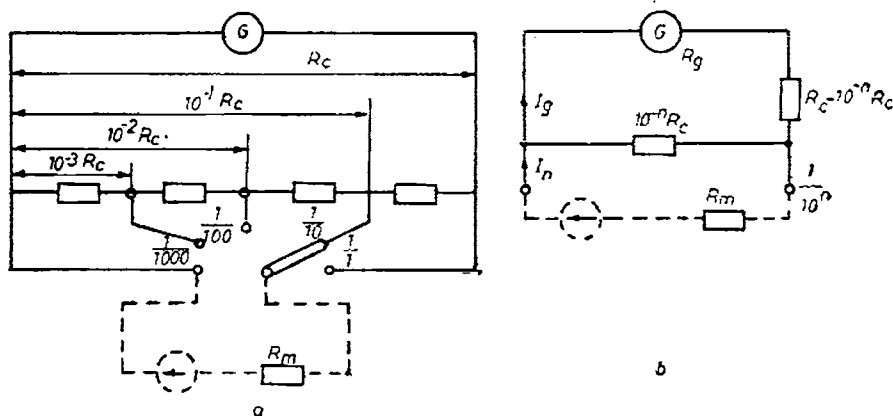 G
R_c
10^-1 R_c
10^-2 R_c
10^-3 R_c
1/1000
1/100
1/10
1/1
R_m
a
G
R_g
I_g
R_c-10^-n R_c
10^-n R_c
I_n
R_m
1/10^n
b